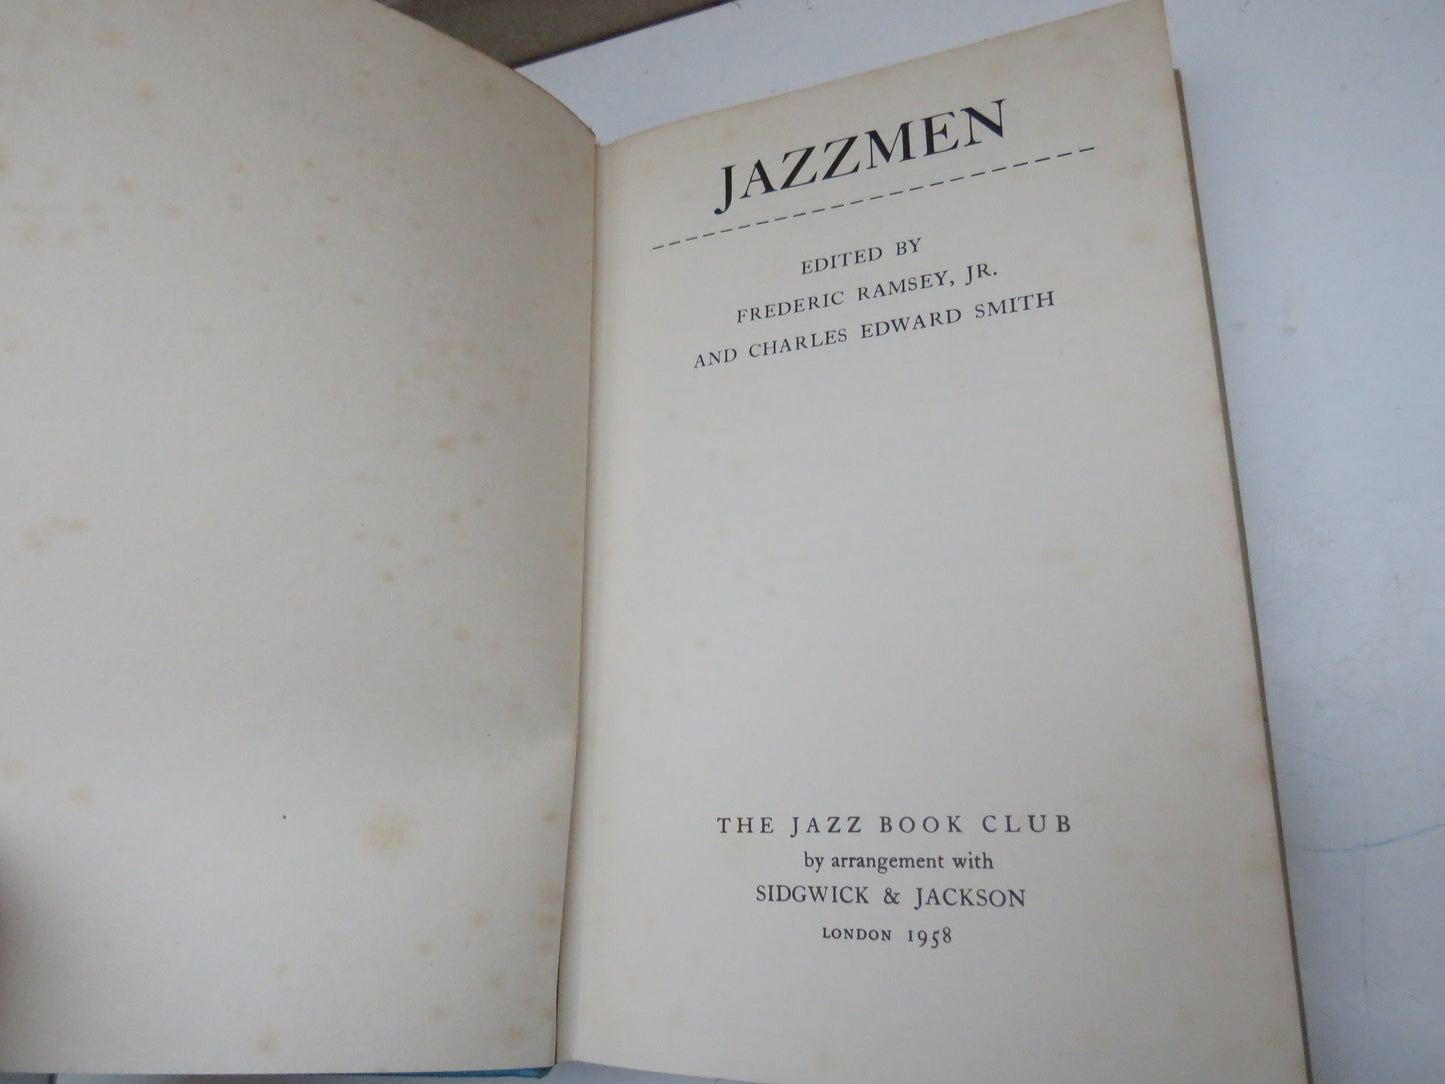 JAZZMEN
EDITED BY
FREDERIC RAMSEY, JR.
AND CHARLES EDWARD SMITH
THE JAZZ BOOK CLUB
by arrangement with
SIDGWICK & JACKSON
LONDON 1958